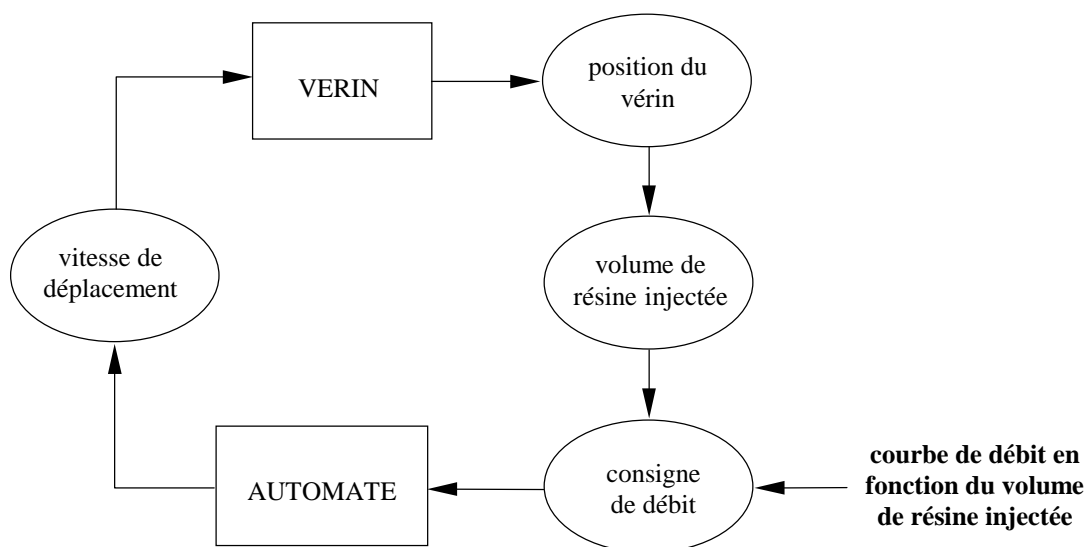 VERIN
position du
vérin
vitesse de
déplacement
volume de
résine injectée
AUTOMATE
consigne
de débit
courbe de débit en
fonction du volume
de résine injectée